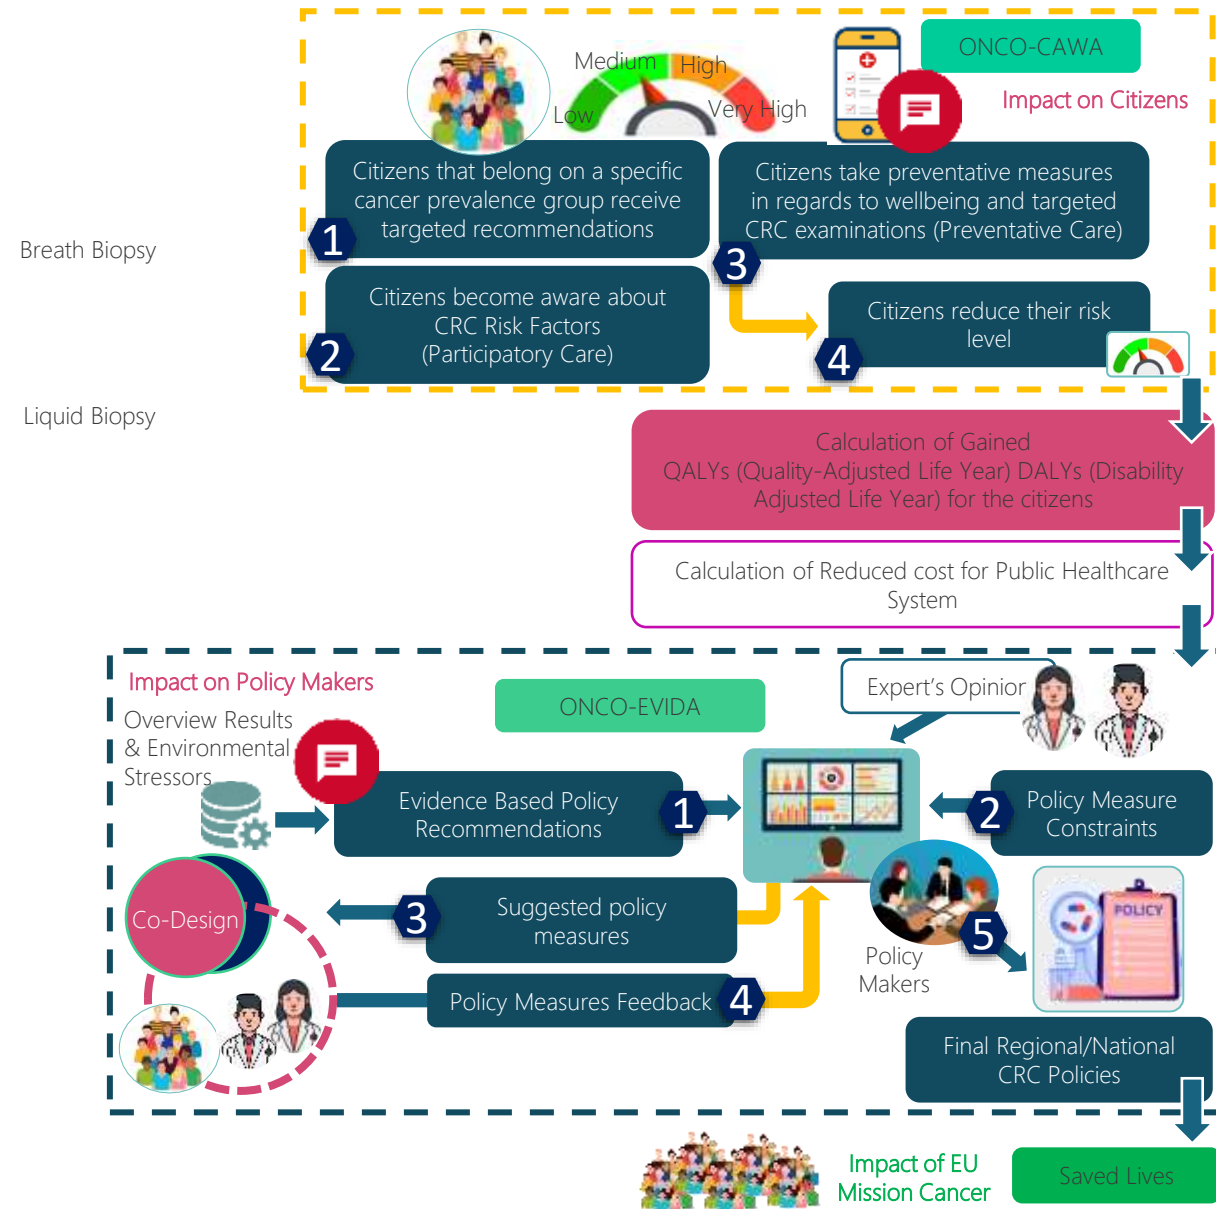 Medium
High
Low
Very High
ONCO-CAWA
Impact on Citizens
Citizens that belong on a specific
cancer prevalence group receive
targeted recommendations
1
Citizens take preventative measures
in regards to wellbeing and targeted
CRC examinations (Preventative Care)
3
Breath Biopsy
Citizens become aware about
CRC Risk Factors
(Participatory Care)
2
Citizens reduce their risk
level
4
Liquid Biopsy
Calculation of Gained
QALYs (Quality-Adjusted Life Year) DALYs (Disability
Adjusted Life Year) for the citizens
Calculation of Reduced cost for Public Healthcare
System
Impact on Policy Makers
ONCO-EVIDA
Expert's Opinion
Overview Results
& Environmental
Stressors
Evidence Based Policy
Recommendations
1
2
Policy Measure
Constraints
Co-Design
3
Suggested policy
measures
5
POLICY
Policy
Makers
Policy Measures Feedback
4
Final Regional/National
CRC Policies
Impact of EU
Mission Cancer
Saved Lives